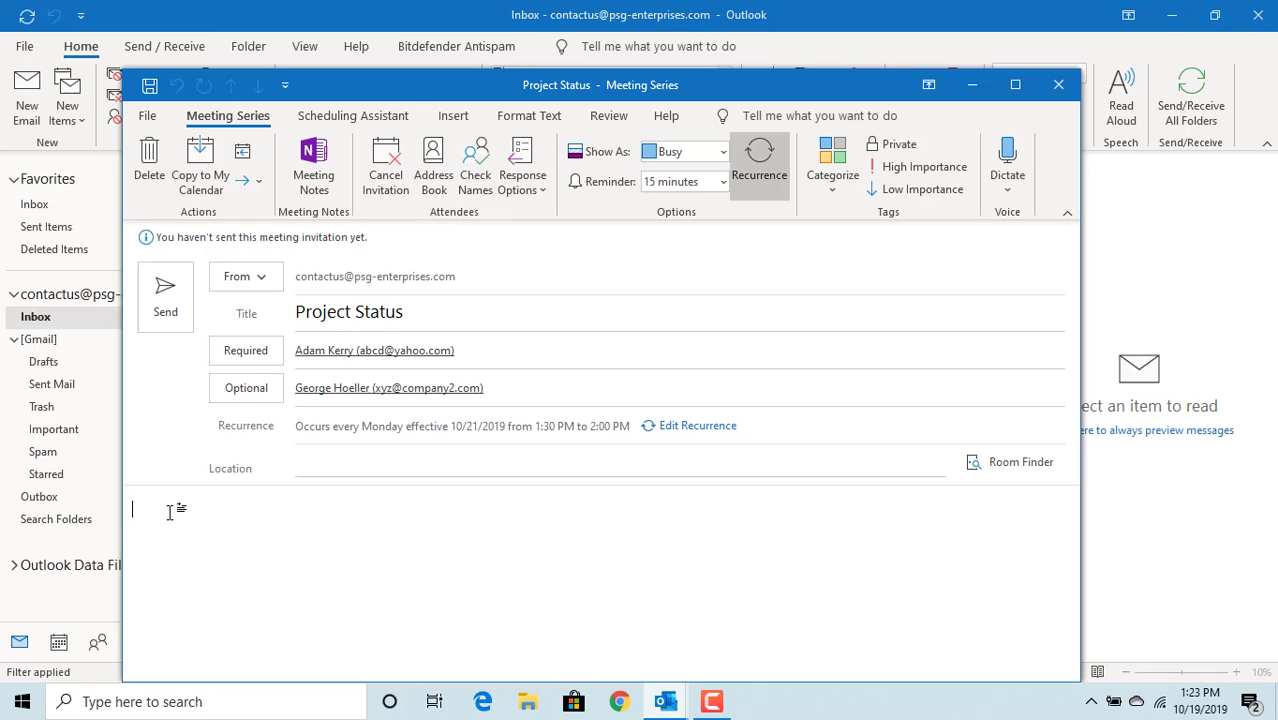 Inbox - contactus@psg-enterprises.com - Outlook
File Home Send / Receive Folder View Help Bitdefender Antispam Tell me what you want to do
New Email
New Items
New
Read Aloud
Speech
Send/Receive All Folders
Send/Receive
Project Status - Meeting Series
File Meeting Series Scheduling Assistant Insert Format Text Review Help Tell me what you want to do
Delete
Copy to My Calendar
Actions
Meeting Notes
Meeting Notes
Cancel Invitation
Address Book
Check Names
Response Options
Attendees
Show As: Busy
Reminder: 15 minutes
Recurrence
Options
Categorize
Private
High Importance
Low Importance
Tags
Dictate
Voice
You haven't sent this meeting invitation yet.
Send
From contactus@psg-enterprises.com
Title Project Status
Required Adam Kerry (abcd@yahoo.com)
Optional George Hoeller (xyz@company2.com)
Recurrence Occurs every Monday effective 10/21/2019 from 1:30 PM to 2:00 PM Edit Recurrence
Location Room Finder
Favorites
Inbox
Sent Items
Deleted Items
contactus@psg-
Inbox
[Gmail]
Drafts
Sent Mail
Trash
Important
Spam
Starred
Outbox
Search Folders
Outlook Data Fil
ect an item to read
ere to always preview messages
Filter applied
10%
Type here to search
1:23 PM
10/19/2019
2